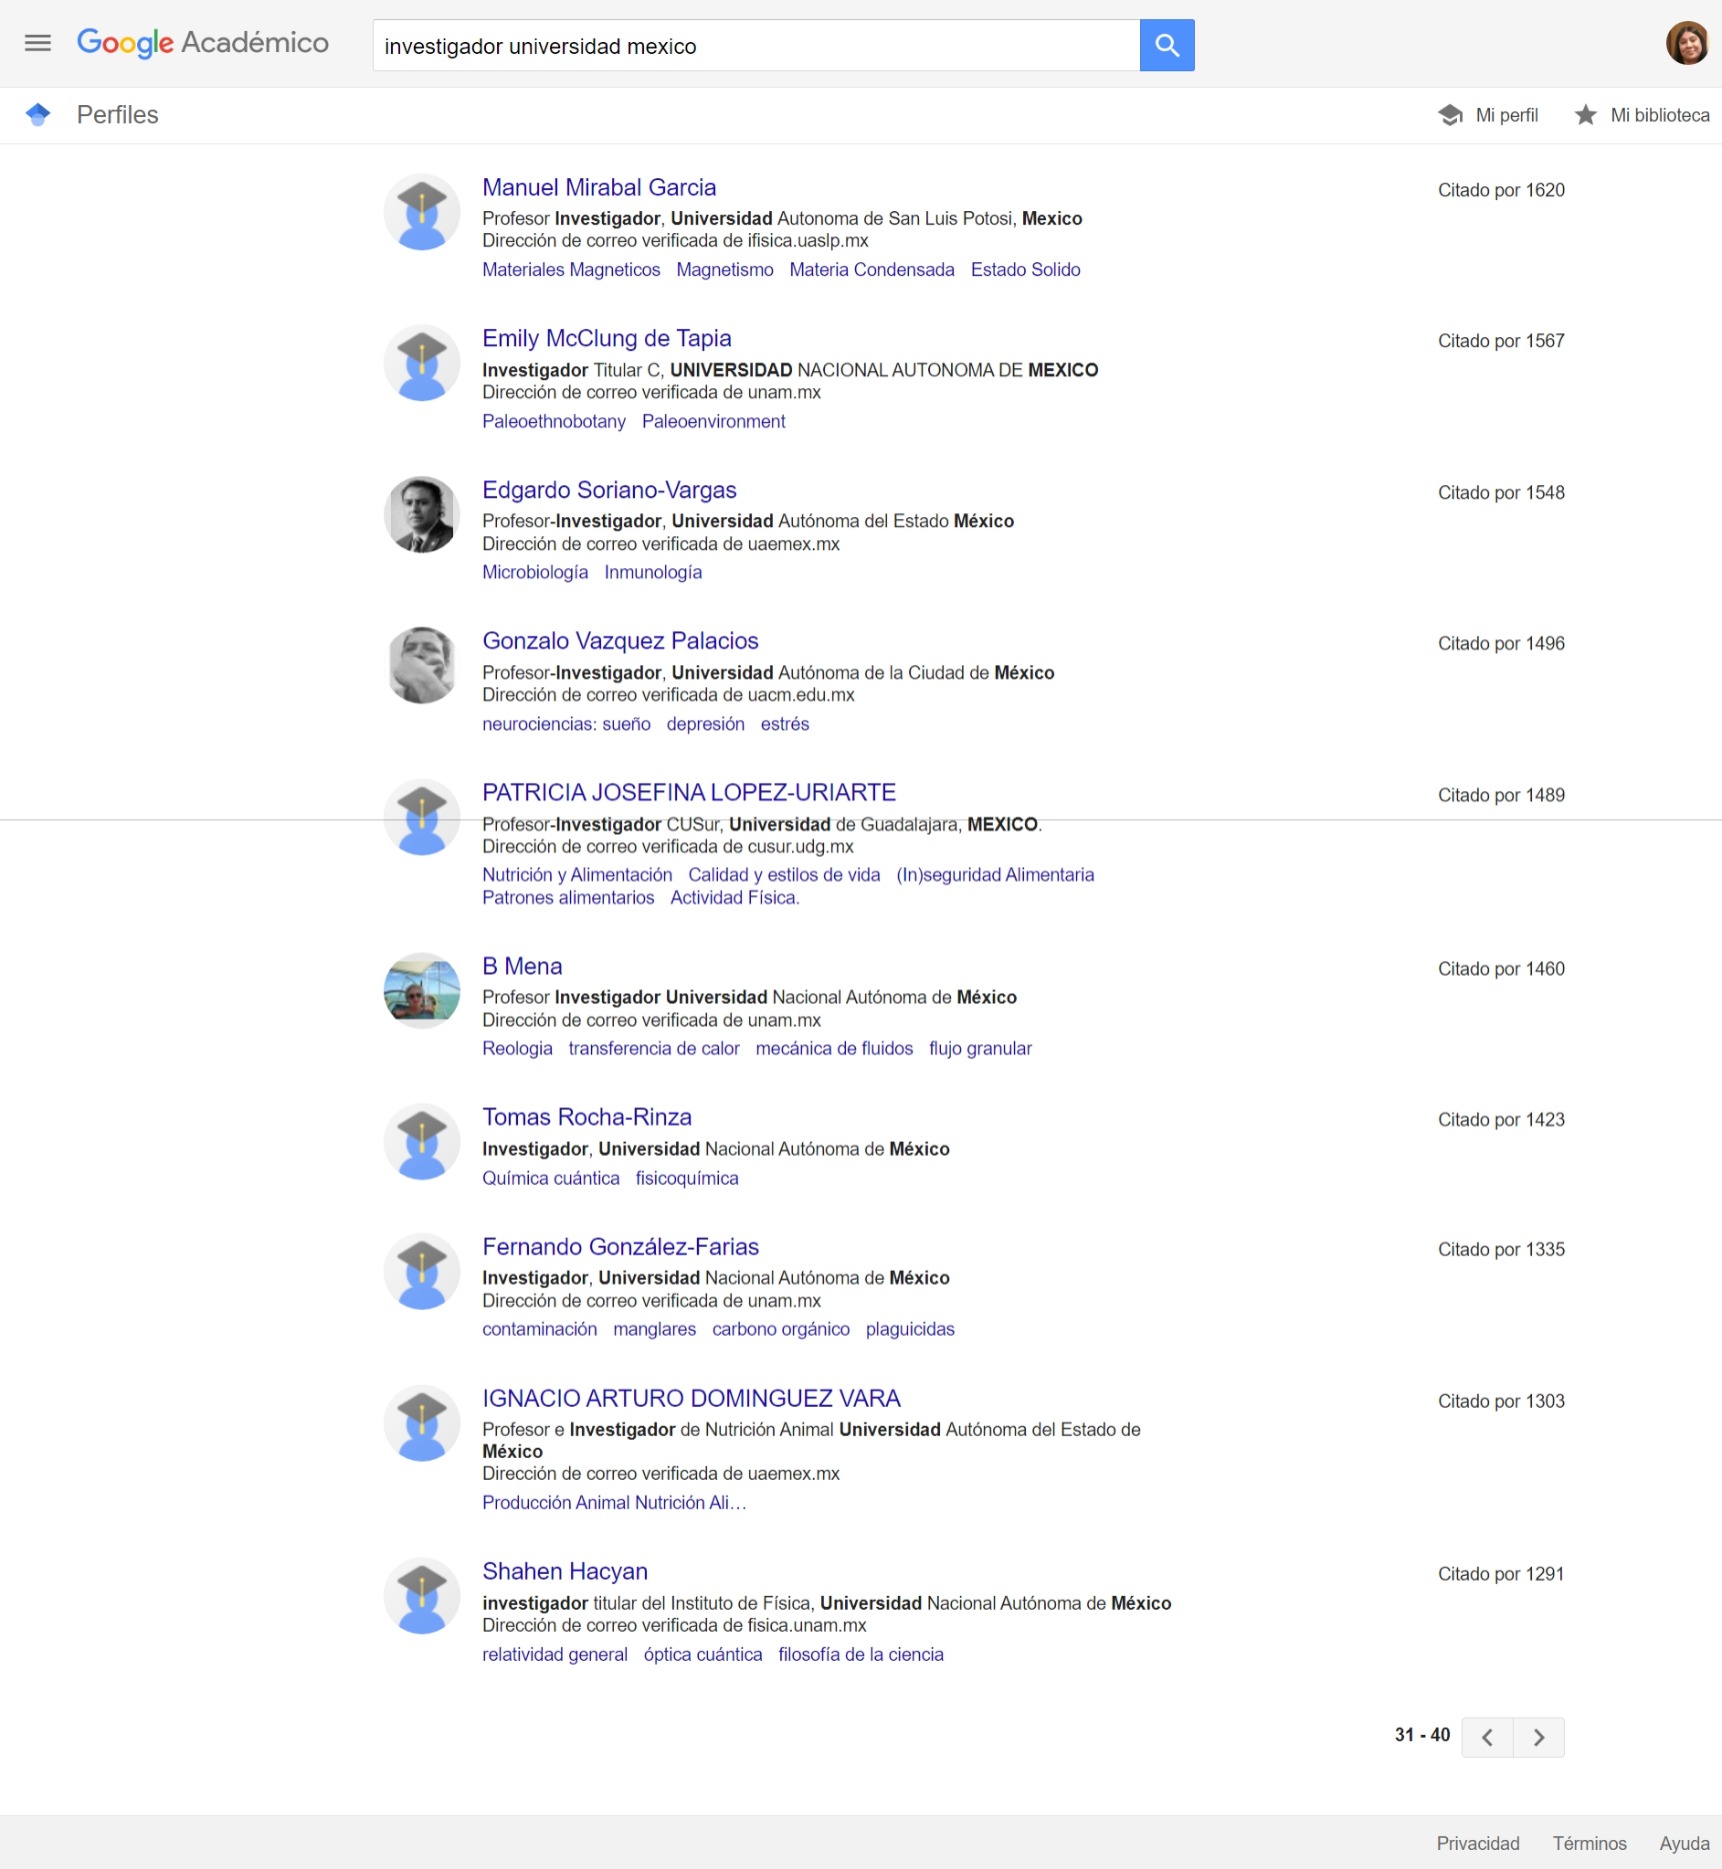 Google Académico
investigador universidad mexico
Perfiles
Mi perfil
Mi biblioteca
Manuel Mirabal Garcia
Citado por 1620
Profesor Investigador, Universidad Autonoma de San Luis Potosi, Mexico
Dirección de correo verificada de ifisica.uaslp.mx
Materiales Magneticos Magnetismo Materia Condensada Estado Solido
Emily McClung de Tapia
Citado por 1567
Investigador Titular C, UNIVERSIDAD NACIONAL AUTONOMA DE MEXICO
Dirección de correo verificada de unam.mx
Paleoethnobotany Paleoenvironment
Edgardo Soriano-Vargas
Citado por 1548
Profesor-Investigador, Universidad Autónoma del Estado México
Dirección de correo verificada de uaemex.mx
Microbiología Inmunología
Gonzalo Vazquez Palacios
Citado por 1496
Profesor-Investigador, Universidad Autónoma de la Ciudad de México
Dirección de correo verificada de uacm.edu.mx
neurociencias: sueño depresión estrés
PATRICIA JOSEFINA LOPEZ-URIARTE
Citado por 1489
Profesor-Investigador CUSur, Universidad de Guadalajara, MEXICO.
Dirección de correo verificada de cusur.udg.mx
Nutrición y Alimentación Calidad y estilos de vida (In)seguridad Alimentaria
Patrones alimentarios Actividad Física.
B Mena
Citado por 1460
Profesor Investigador Universidad Nacional Autónoma de México
Dirección de correo verificada de unam.mx
Reologia transferencia de calor mecánica de fluidos flujo granular
Tomas Rocha-Rinza
Citado por 1423
Investigador, Universidad Nacional Autónoma de México
Química cuántica fisicoquímica
Fernando González-Farias
Citado por 1335
Investigador, Universidad Nacional Autónoma de México
Dirección de correo verificada de unam.mx
contaminación manglares carbono orgánico plaguicidas
IGNACIO ARTURO DOMINGUEZ VARA
Citado por 1303
Profesor e Investigador de Nutrición Animal Universidad Autónoma del Estado de
México
Dirección de correo verificada de uaemex.mx
Producción Animal Nutrición Ali…
Shahen Hacyan
Citado por 1291
investigador titular del Instituto de Física, Universidad Nacional Autónoma de México
Dirección de correo verificada de fisica.unam.mx
relatividad general óptica cuántica filosofía de la ciencia
31 - 40
Privacidad Términos Ayuda